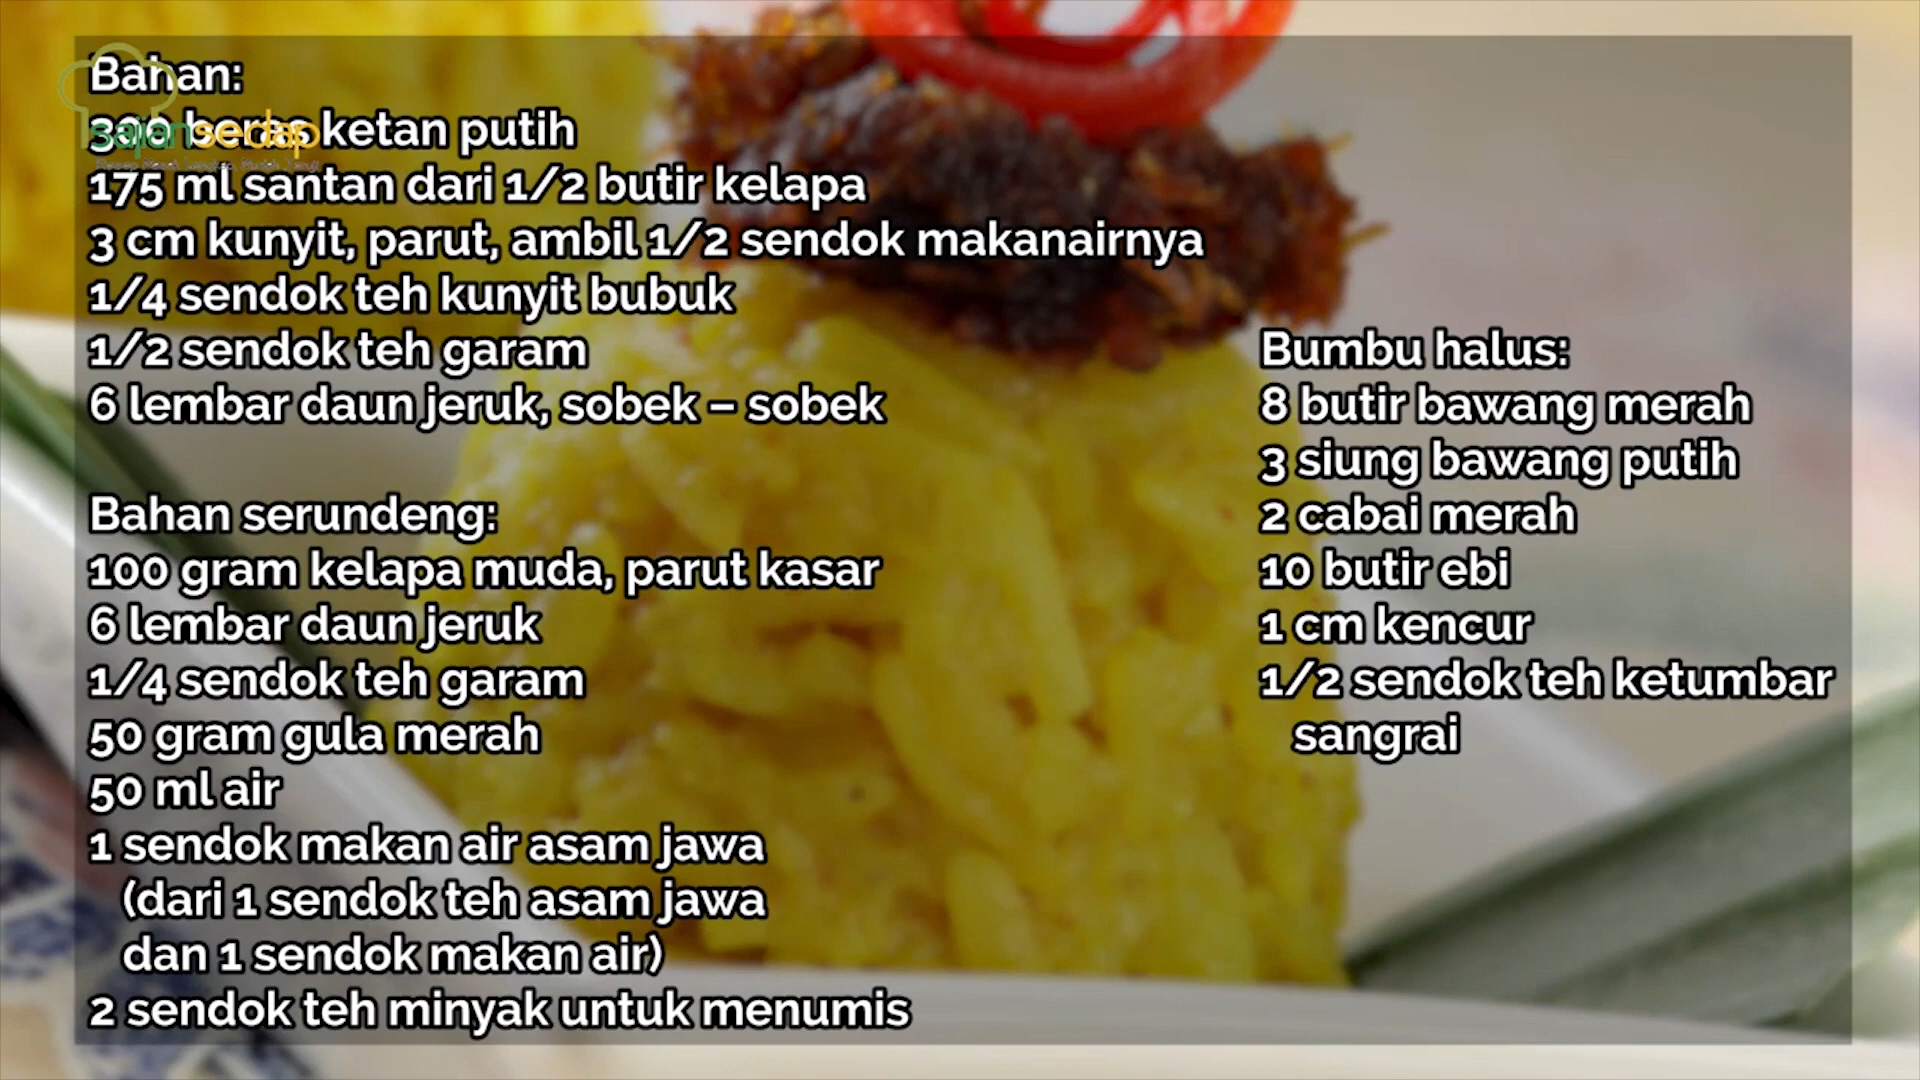 Bahan:
300 beras ketan putih
175 ml santan dari 1/2 butir kelapa
3 cm kunyit, parut, ambil 1/2 sendok makanairnya
1/4 sendok teh kunyit bubuk
1/2 sendok teh garam
6 lembar daun jeruk, sobek – sobek
Bahan serundeng:
100 gram kelapa muda, parut kasar
6 lembar daun jeruk
1/4 sendok teh garam
50 gram gula merah
50 ml air
1 sendok makan air asam jawa
(dari 1 sendok teh asam jawa
dan 1 sendok makan air)
2 sendok teh minyak untuk menumis
Bumbu halus:
8 butir bawang merah
3 siung bawang putih
2 cabai merah
10 butir ebi
1 cm kencur
1/2 sendok teh ketumbar
sangrai
sajiansedap